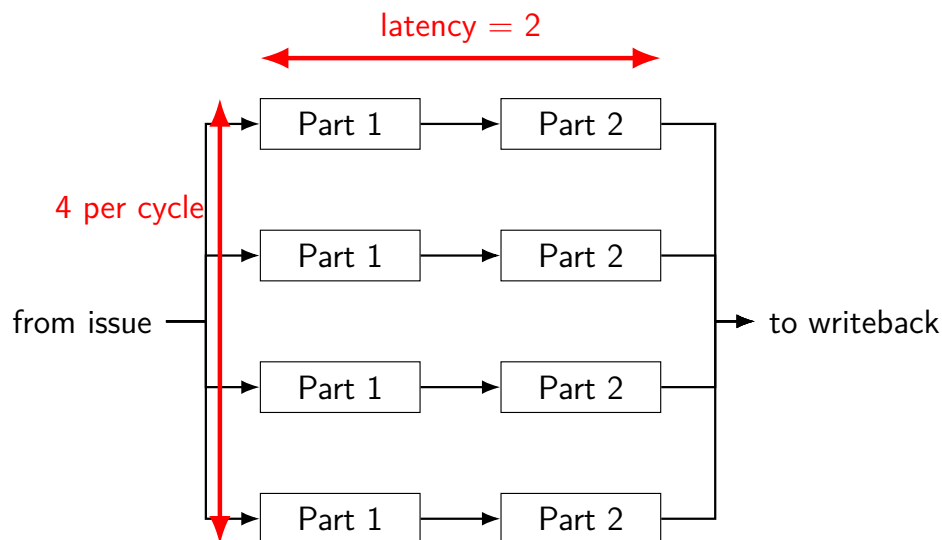 latency = 2
Part 1 Part 2
4 per cycle
Part 1 Part 2
from issue to writeback
Part 1 Part 2
Part 1 Part 2